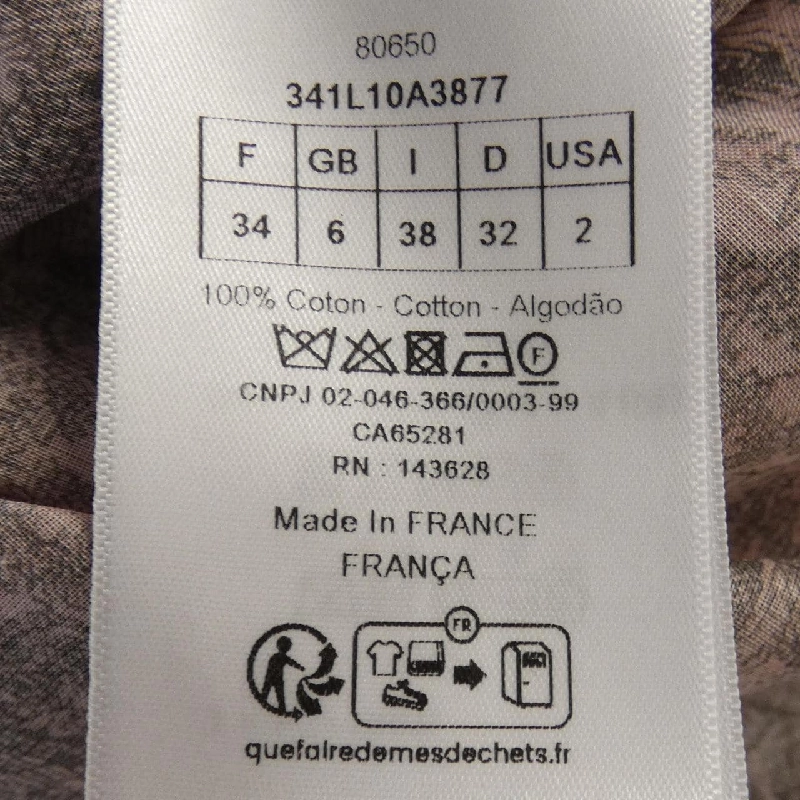 80650
341L10A3877
F GB I D USA
34 6 38 32 2
100% Coton - Cotton - Algodão
F
CNPJ 02-046-366/0003-99
CA65281
RN : 143628
Made In FRANCE
FRANÇA
FR
quefairedemesdechets.fr